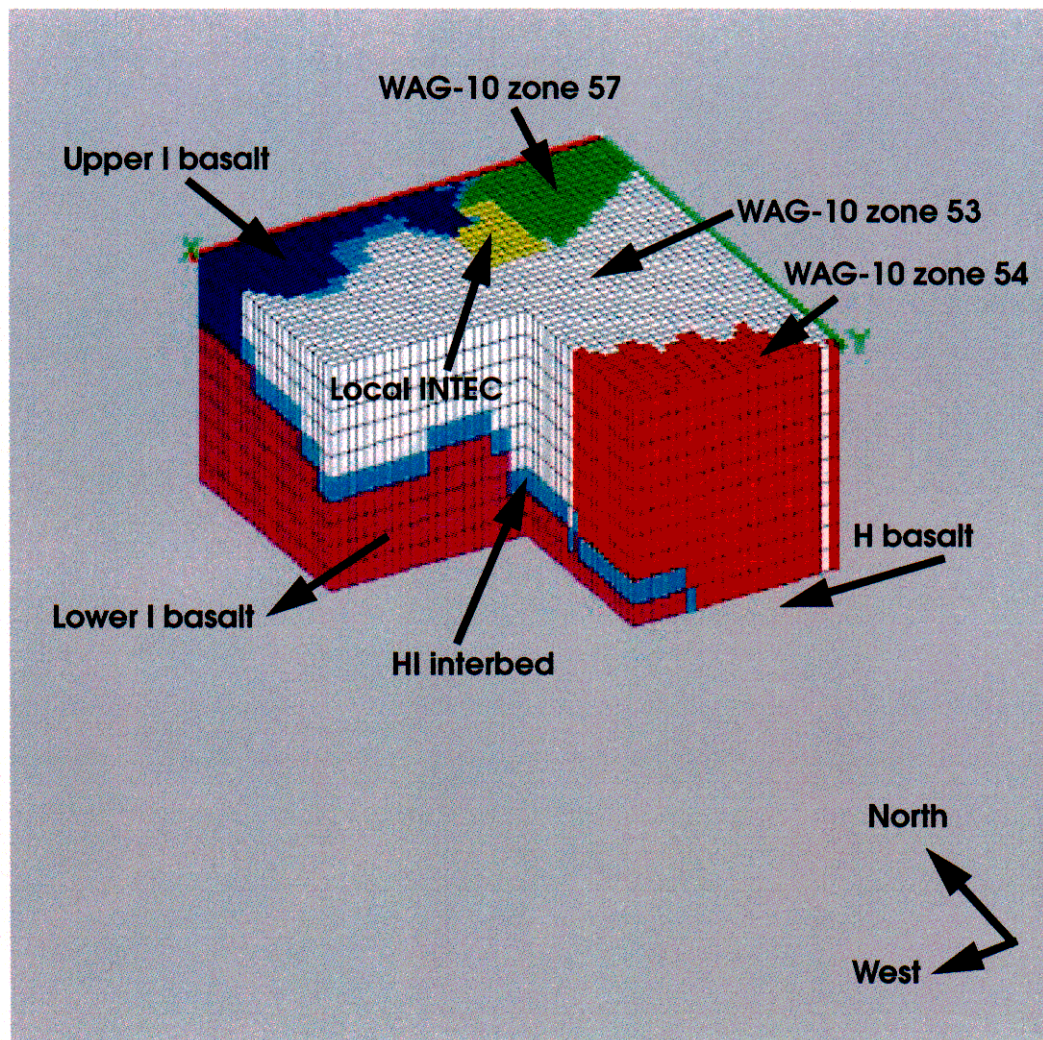 WAG-10 zone 57
Upper I basalt
WAG-10 zone 53
X
WAG-10 zone 54
Y
Local INTEC
H basalt
Lower I basalt
HI interbed
North
West